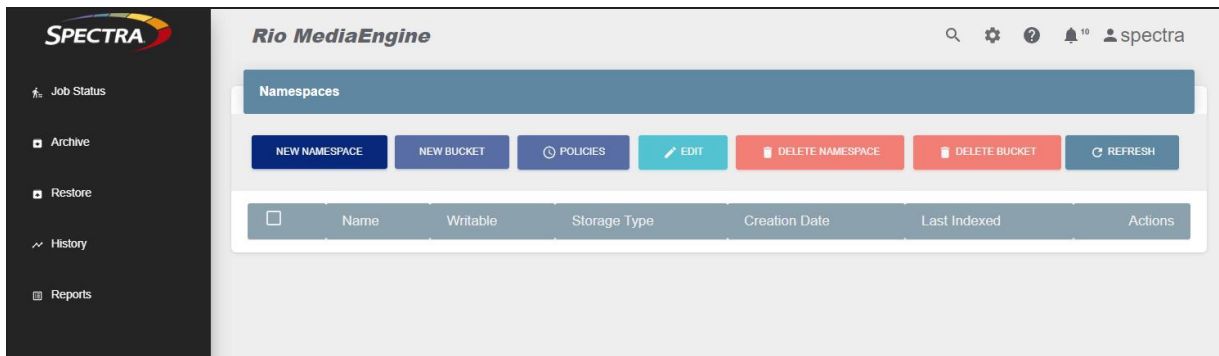 SPECTRA
Rio MediaEngine
10
spectra
Job Status
Archive
Restore
History
Reports
Namespaces
NEW NAMESPACE NEW BUCKET POLICIES EDIT DELETE NAMESPACE DELETE BUCKET REFRESH
Name Writable Storage Type Creation Date Last Indexed Actions